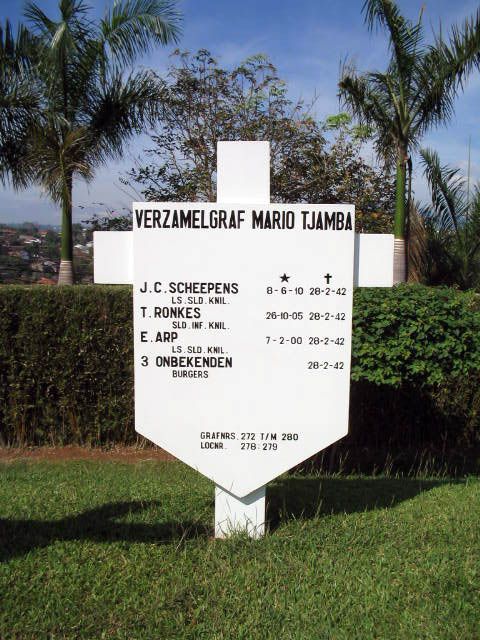 VERZAMELGRAF MARIO TJAMBA
★ ✝
J.C. SCHEEPENS 8-6-10 28-2-42
LS. SLD. KNIL.
T. RONKES 26-10-05 28-2-42
SLD. INF. KNIL.
E. ARP 7-2-00 28-2-42
LS. SLD. KNIL.
3 ONBEKENDEN 28-2-42
BURGERS
GRAFNRS. 272 T/M 280
LOCNR. 278-279